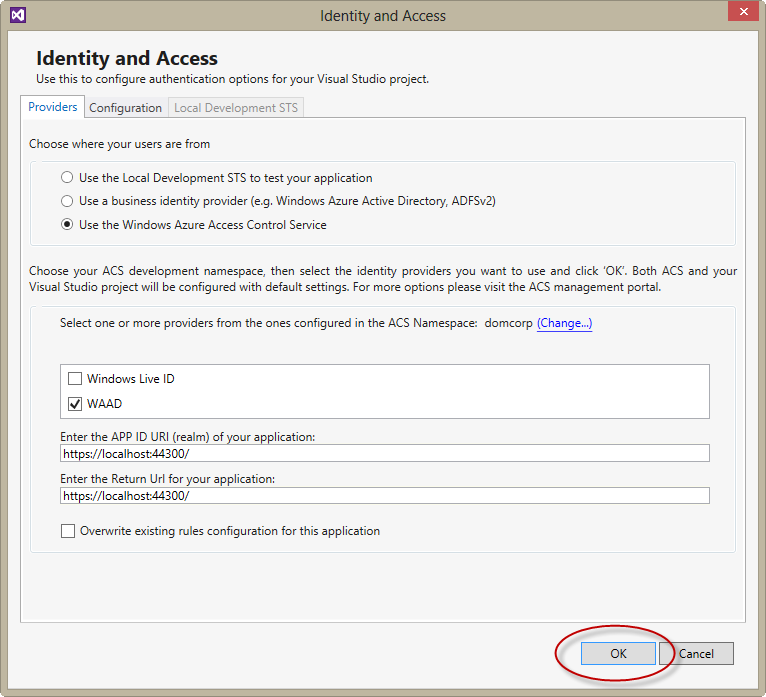 Identity and Access
Identity and Access
Use this to configure authentication options for your Visual Studio project.
Providers Configuration Local Development STS
Choose where your users are from
Use the Local Development STS to test your application
Use a business identity provider (e.g. Windows Azure Active Directory, ADFSv2)
Use the Windows Azure Access Control Service
Choose your ACS development namespace, then select the identity providers you want to use and click 'OK'. Both ACS and your
Visual Studio project will be configured with default settings. For more options please visit the ACS management portal.
Select one or more providers from the ones configured in the ACS Namespace: domcorp (Change...)
Windows Live ID
WAAD
Enter the APP ID URI (realm) of your application:
https://localhost:44300/
Enter the Return Url for your application:
https://localhost:44300/
Overwrite existing rules configuration for this application
OK Cancel